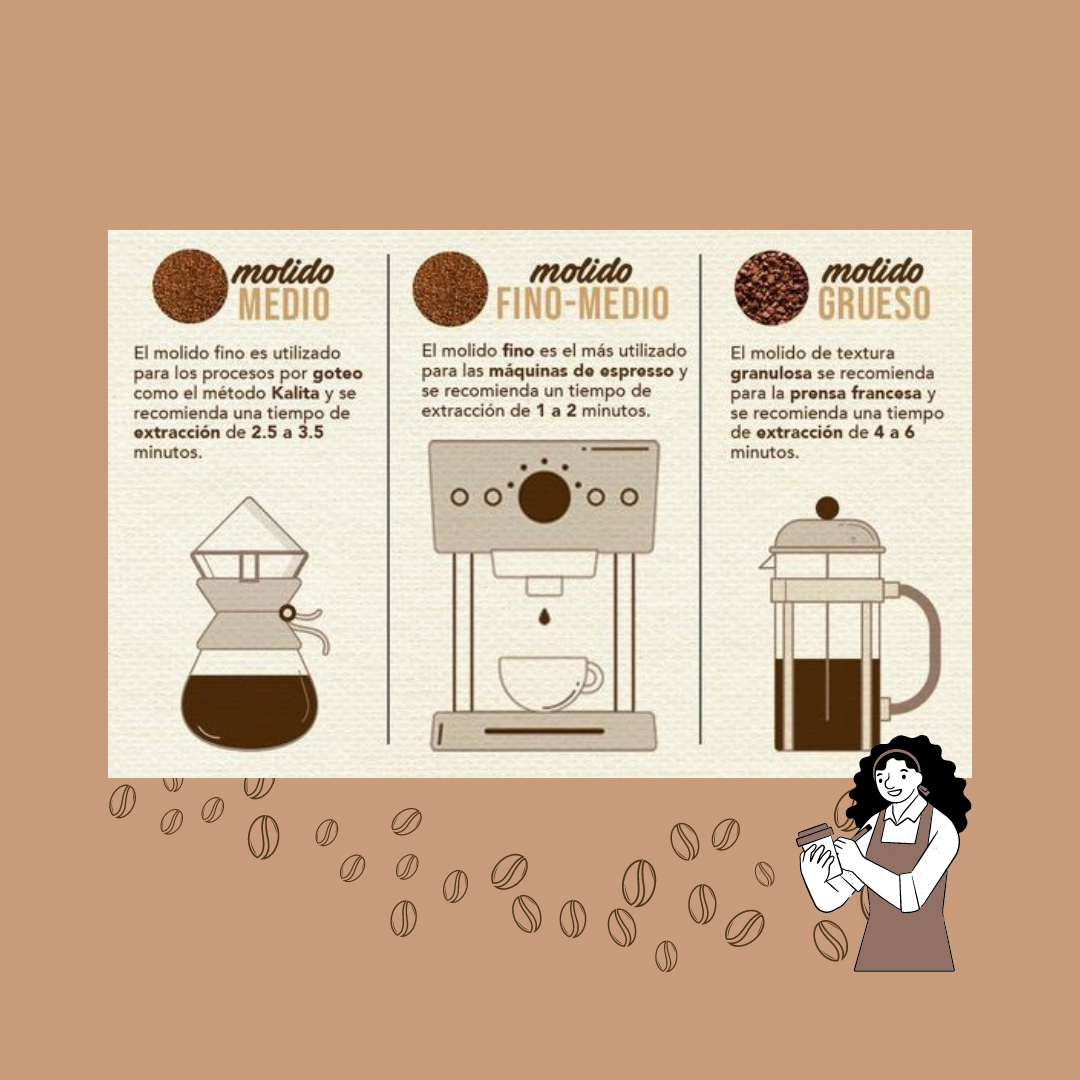 molido
MEDIO
El molido fino es utilizado
para los procesos por goteo
como el método Kalita y se
recomienda una tiempo de
extracción de 2.5 a 3.5
minutos.
molido
FINO-MEDIO
El molido fino es el más utilizado
para las máquinas de espresso y
se recomienda un tiempo de
extracción de 1 a 2 minutos.
molido
GRUESO
El molido de textura
granulosa se recomienda
para la prensa francesa y
se recomienda una tiempo
de extracción de 4 a 6
minutos.